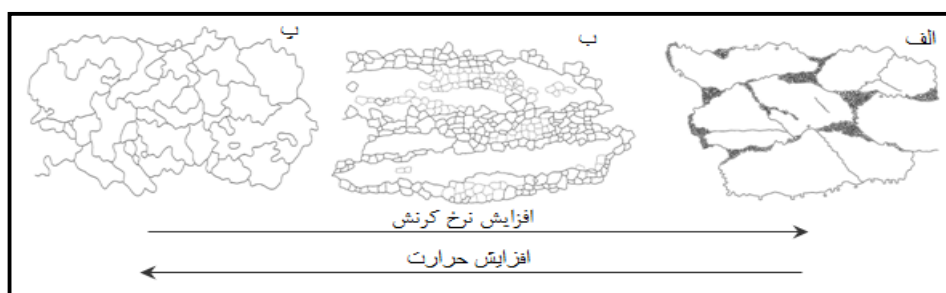 الف
ب
پ
افزایش نرخ کرنش
افزایش حرارت